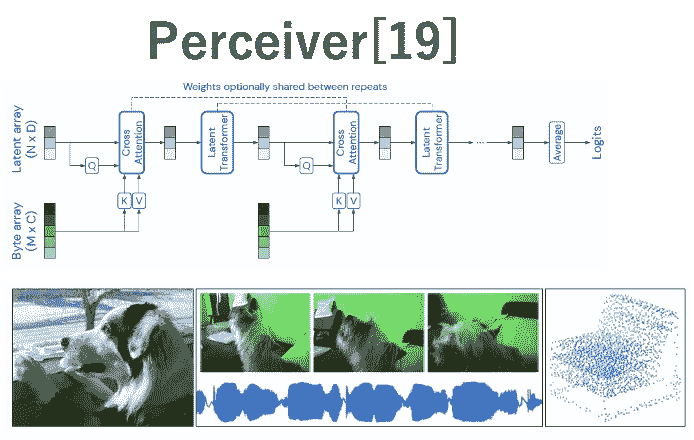 Perceiver[19]
Weights optionally shared between repeats
Latent array
(N x D)
Q
Cross
Attention
Latent
Transformer
Q
Cross
Attention
Latent
Transformer
...
Average
Logits
K
V
K
V
Byte array
(M x C)